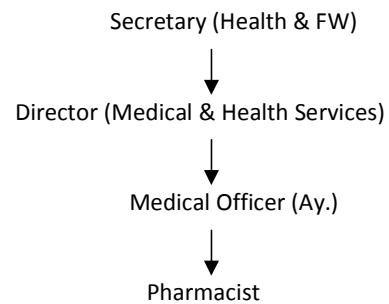 Secretary (Health & FW)
Director (Medical & Health Services)
Medical Officer (Ay.)
Pharmacist